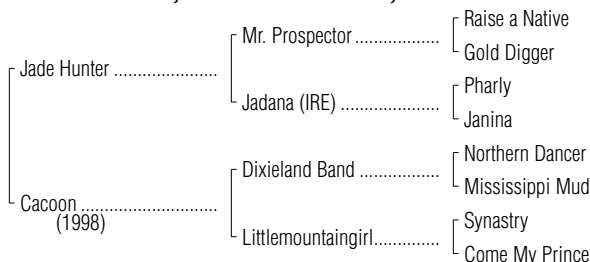 Raise a Native
Mr. Prospector ....................
Gold Digger
Jade Hunter ........................
Pharly
Jadana (IRE) .......................
Janina
Northern Dancer
Dixieland Band ...................
Mississippi Mud
Cacoon ................................
(1998)
Synastry
Littlemountaingirl...............
Come My Prince